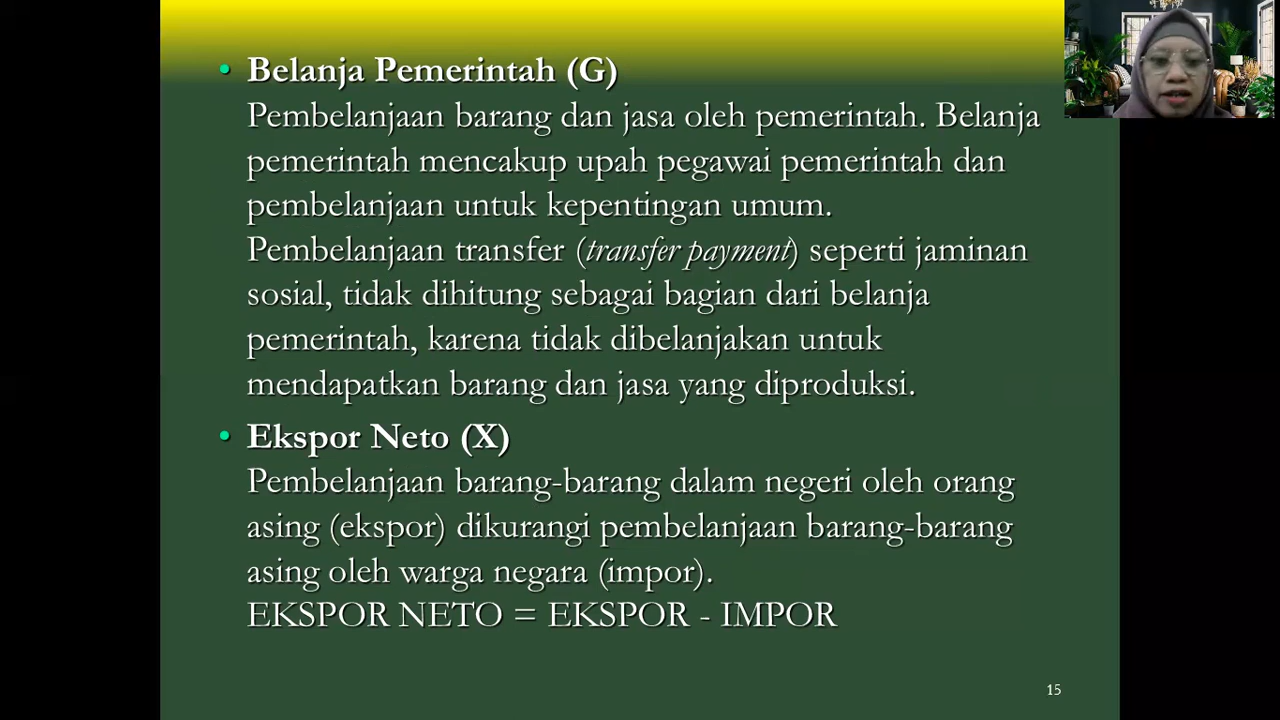 • Belanja Pemerintah (G)
Pembelanjaan barang dan jasa oleh pemerintah. Belanja
pemerintah mencakup upah pegawai pemerintah dan
pembelanjaan untuk kepentingan umum.
Pembelanjaan transfer (transfer payment) seperti jaminan
sosial, tidak dihitung sebagai bagian dari belanja
pemerintah, karena tidak dibelanjakan untuk
mendapatkan barang dan jasa yang diproduksi.
• Ekspor Neto (X)
Pembelanjaan barang-barang dalam negeri oleh orang
asing (ekspor) dikurangi pembelanjaan barang-barang
asing oleh warga negara (impor).
EKSPOR NETO = EKSPOR - IMPOR
15